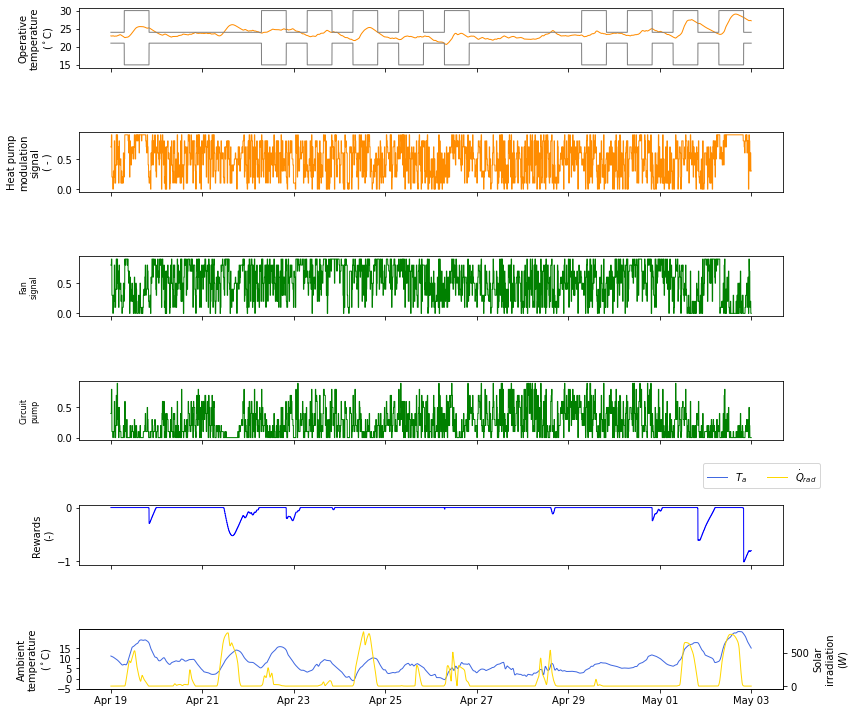 Operative
temperature
(°C)
30
25
20
15
Heat pump
modulation
signal
( - )
0.5
0.0
Fan
signal
0.5
0.0
Circuit
pump
0.5
0.0
T_a
Q̇_rad
Rewards
(-)
0
−1
Ambient
temperature
(°C)
15
10
5
0
−5
500
0
Solar
irradiation
(W)
Apr 19 Apr 21 Apr 23 Apr 25 Apr 27 Apr 29 May 01 May 03